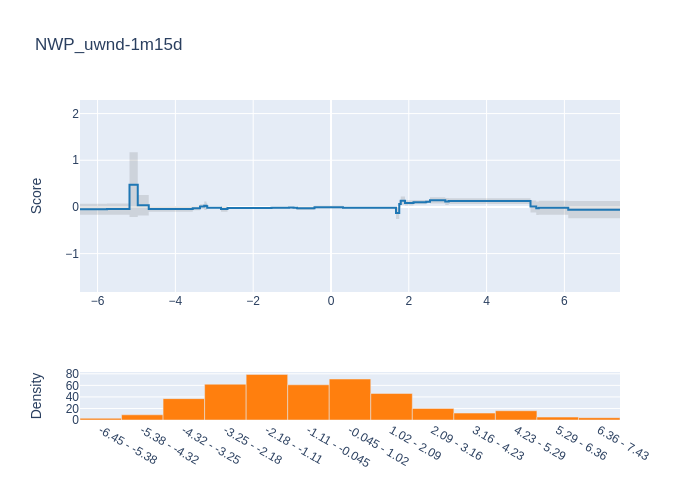 NWP_uwnd-1m15d
Score
2
1
0
−1
−6
−4
−2
0
2
4
6
Density
80
60
40
20
0
-6.45 - -5.38
-5.38 - -4.32
-4.32 - -3.25
-3.25 - -2.18
-2.18 - -1.11
-1.11 - -0.045
-0.045 - 1.02
1.02 - 2.09
2.09 - 3.16
3.16 - 4.23
4.23 - 5.29
5.29 - 6.36
6.36 - 7.43